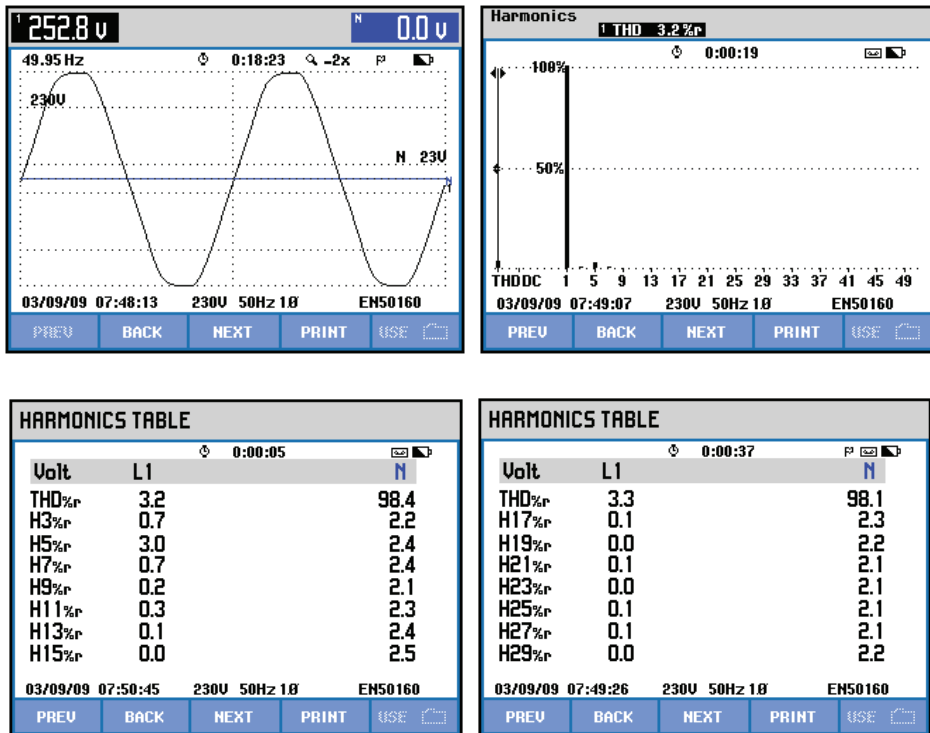 1 252.8 V N 0.0 V
49.95 Hz 0:18:23 -2x
230V
N 23V
N
1
03/09/09 07:48:13 230V 50Hz 1Ø EN50160
PREV BACK NEXT PRINT USE
Harmonics
1 THD 3.2 %r
0:00:19
100%
50%
THDDC 1 5 9 13 17 21 25 29 33 37 41 45 49
03/09/09 07:49:07 230V 50Hz 1Ø EN50160
PREV BACK NEXT PRINT USE
HARMONICS TABLE
0:00:05
Volt L1 N
THD%r 3.2 98.4
H3%r 0.7 2.2
H5%r 3.0 2.4
H7%r 0.7 2.4
H9%r 0.2 2.1
H11%r 0.3 2.3
H13%r 0.1 2.4
H15%r 0.0 2.5
03/09/09 07:50:45 230V 50Hz 1Ø EN50160
PREV BACK NEXT PRINT USE
HARMONICS TABLE
0:00:37
Volt L1 N
THD%r 3.3 98.1
H17%r 0.1 2.3
H19%r 0.0 2.2
H21%r 0.1 2.1
H23%r 0.0 2.1
H25%r 0.1 2.1
H27%r 0.1 2.1
H29%r 0.0 2.2
03/09/09 07:49:26 230V 50Hz 1Ø EN50160
PREV BACK NEXT PRINT USE